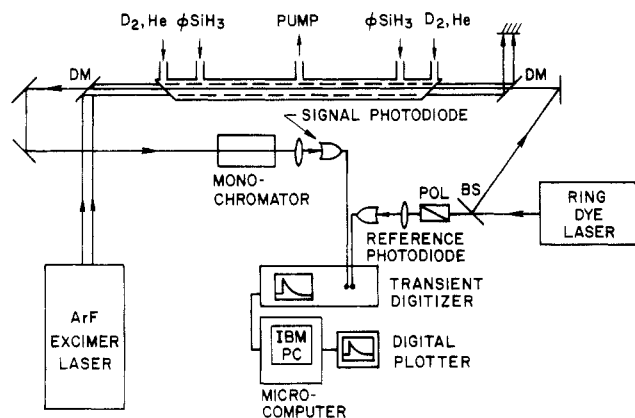 D2,He
ϕSiH3
PUMP
ϕSiH3
D2,He
DM
DM
SIGNAL PHOTODIODE
MONO-
CHROMATOR
POL
BS
REFERENCE
PHOTODIODE
RING
DYE
LASER
ArF
EXCIMER
LASER
TRANSIENT
DIGITIZER
IBM
PC
DIGITAL
PLOTTER
MICRO-
COMPUTER